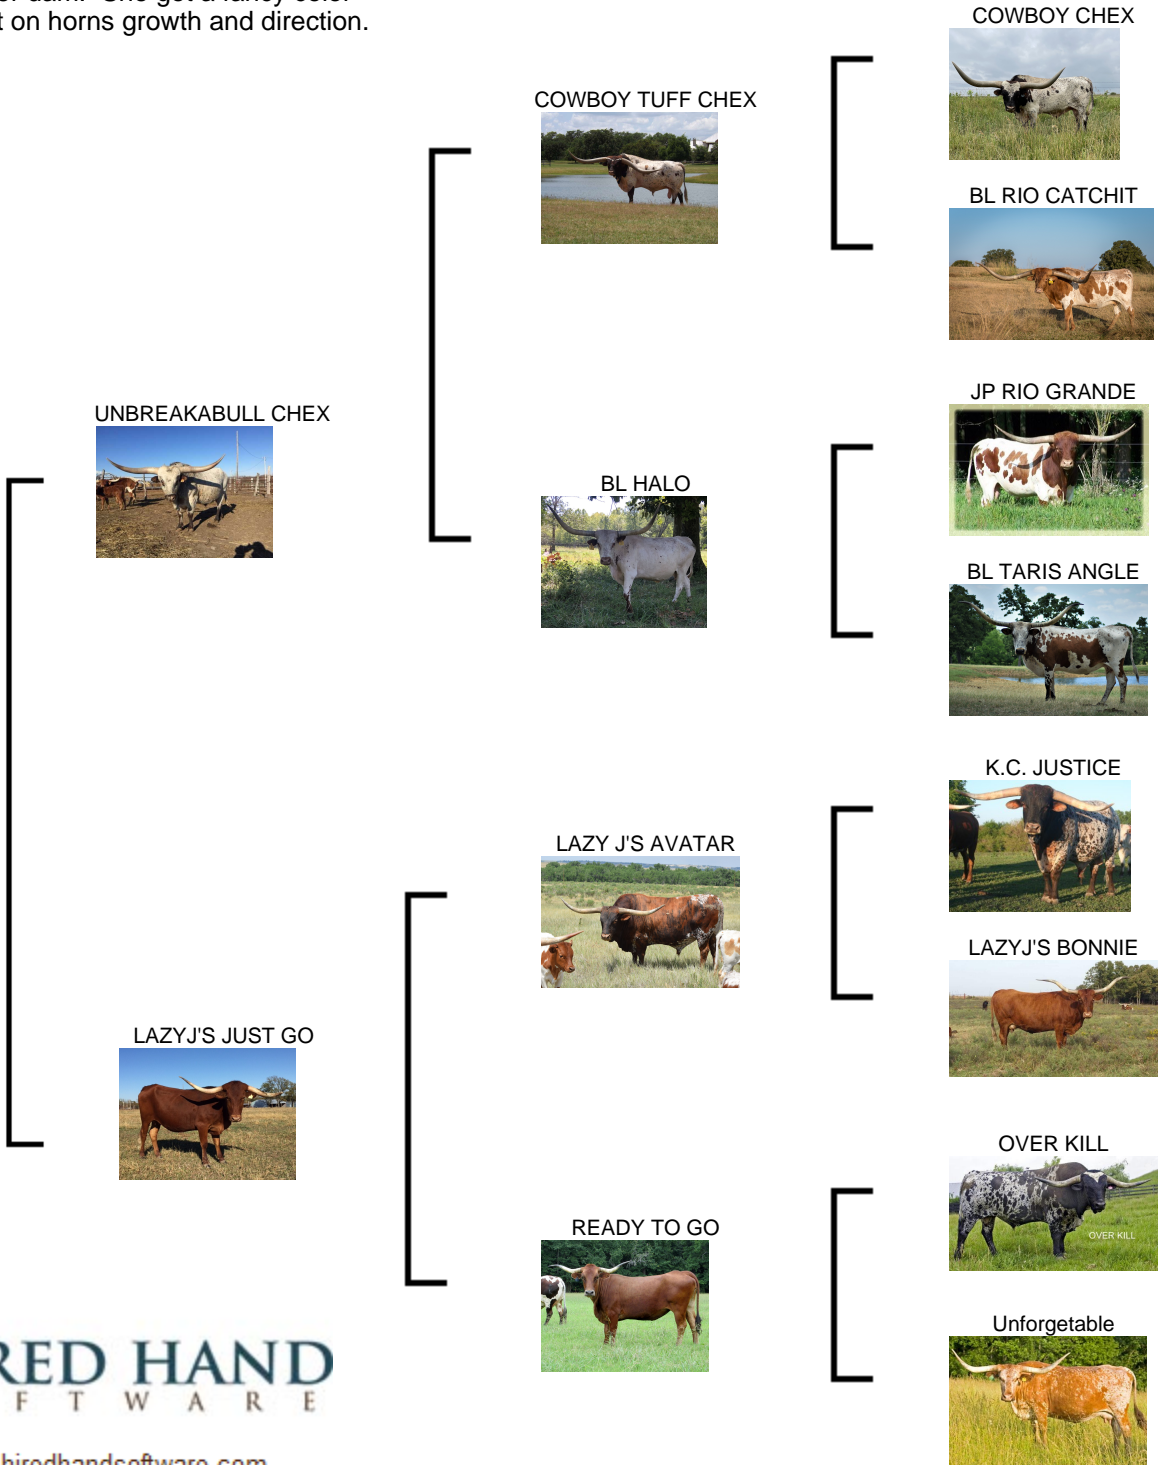 on horns growth and direction.
COWBOY CHEX
COWBOY TUFF CHEX
BL RIO CATCHIT
UNBREAKABULL CHEX
JP RIO GRANDE
BL HALO
BL TARIS ANGLE
K.C. JUSTICE
LAZY J'S AVATAR
LAZYJ'S BONNIE
LAZYJ'S JUST GO
OVER KILL
OVER KILL
READY TO GO
Unforgetable
RED HAND
F T W A R E